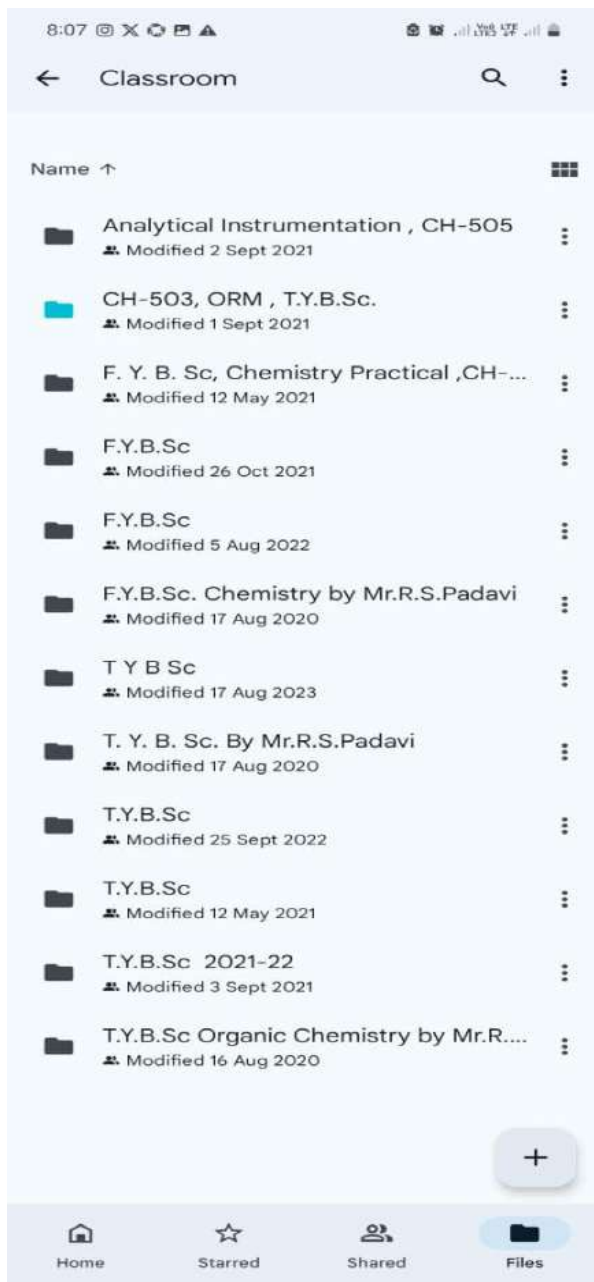 8:07
Classroom
Name ↑
Analytical Instrumentation , CH-505
Modified 2 Sept 2021
CH-503, ORM , T.Y.B.Sc.
Modified 1 Sept 2021
F. Y. B. Sc, Chemistry Practical ,CH-...
Modified 12 May 2021
F.Y.B.Sc
Modified 26 Oct 2021
F.Y.B.Sc
Modified 5 Aug 2022
F.Y.B.Sc. Chemistry by Mr.R.S.Padavi
Modified 17 Aug 2020
T Y B Sc
Modified 17 Aug 2023
T. Y. B. Sc. By Mr.R.S.Padavi
Modified 17 Aug 2020
T.Y.B.Sc
Modified 25 Sept 2022
T.Y.B.Sc
Modified 12 May 2021
T.Y.B.Sc 2021-22
Modified 3 Sept 2021
T.Y.B.Sc Organic Chemistry by Mr.R....
Modified 16 Aug 2020
Home Starred Shared Files